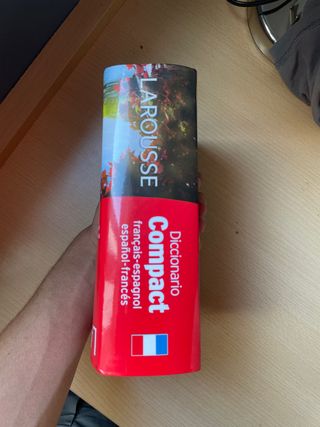 LAROUSSE
Diccionario
Compact
français-espagnol
español-francés